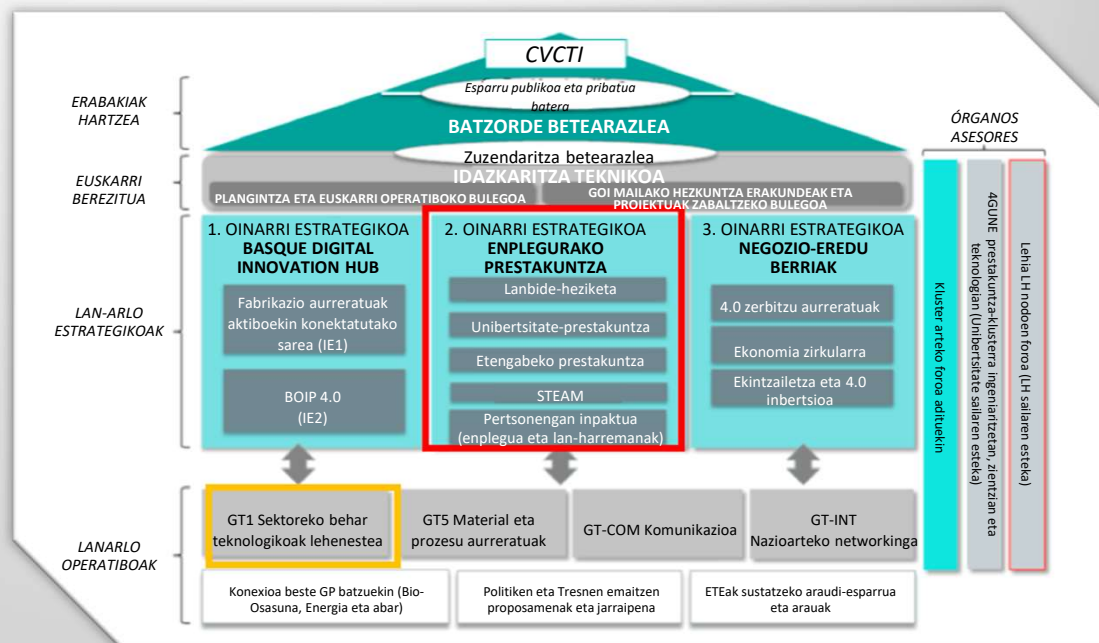 CVCTI
Esparru publikoa eta pribatua
batera
BATZORDE BETEARAZLEA
ERABAKIAK
HARTZEA
Zuzendaritza betearazlea
IDAZKARITZA TEKNIKOA
PLANGINTZA ETA EUSKARRI OPERATIBOKO BULEGOA
GOI MAILAKO HEZKUNTZA ERAKUNDEAK ETA
PROIEKTUAK ZABALTZEKO BULEGOA
EUSKARRI
BEREZITUA
LAN-ARLO
ESTRATEGIKOAK
1. OINARRI ESTRATEGIKOA
BASQUE DIGITAL
INNOVATION HUB
Fabrikazio aurreratuak
aktiboekin konektatutako
sarea (IE1)
BOIP 4.0
(IE2)
2. OINARRI ESTRATEGIKOA
ENPLEGURAKO
PRESTAKUNTZA
Lanbide-heziketa
Unibertsitate-prestakuntza
Etengabeko prestakuntza
STEAM
Pertsonengan inpaktua
(enplegua eta lan-harremanak)
3. OINARRI ESTRATEGIKOA
NEGOZIO-EREDU
BERRIAK
4.0 zerbitzu aurreratuak
Ekonomia zirkularra
Ekintzailetza eta 4.0
inbertsioa
LANARLO
OPERATIBOAK
GT1 Sektoreko behar
teknologikoak lehenestea
GT5 Material eta
prozesu aurreratuak
GT-COM Komunikazioa
GT-INT
Nazioarteko networkinga
Konexioa beste GP batzuekin (Bio-
Osasuna, Energia eta abar)
Politiken eta Tresnen emaitzen
proposamenak eta jarraipena
ETEak sustatzeko araudi-esparrua
eta arauak
ÓRGANOS
ASESORES
Kluster arteko foroa adituekin
4GUNE prestakuntza-klusterra ingeniaritzetan, zientzian eta
teknologian (Unibertsitate sailaren esteka)
Lehia LH nodoen foroa (LH sailaren esteka)